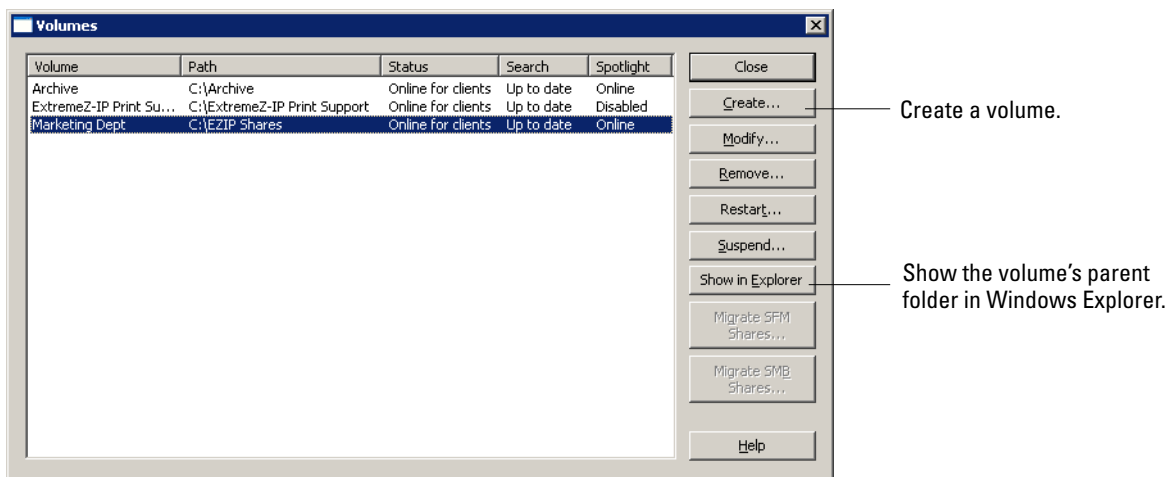 Volumes
Volume Path Status Search Spotlight
Archive C:\Archive Online for clients Up to date Online
ExtremeZ-IP Print Su... C:\ExtremeZ-IP Print Support Online for clients Up to date Disabled
Marketing Dept C:\EZIP Shares Online for clients Up to date Online
Close
Create...
Create a volume.
Modify...
Remove...
Restart...
Suspend...
Show in Explorer
Show the volume’s parent
folder in Windows Explorer.
Migrate SFM
Shares...
Migrate SMB
Shares...
Help